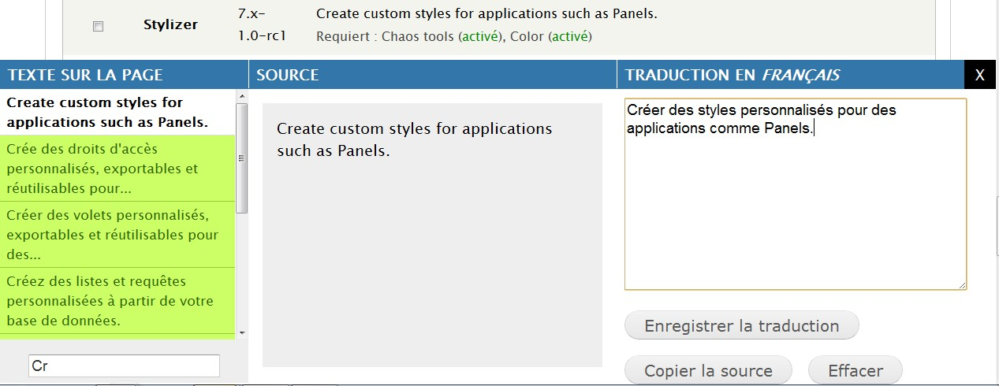 Stylizer
7.x-
1.0-rc1
Create custom styles for applications such as Panels.
Requiert : Chaos tools (activé), Color (activé)
TEXTE SUR LA PAGE
SOURCE
TRADUCTION EN FRANÇAIS
X
Create custom styles for
applications such as Panels.
Crée des droits d'accès
personnalisés, exportables et
réutilisables pour...
Créer des volets personnalisés,
exportables et réutilisables pour
des...
Créez des listes et requêtes
personnalisées à partir de votre
base de données.
Cr
Create custom styles for applications
such as Panels.
Créer des styles personnalisés pour des
applications comme Panels.
Enregistrer la traduction
Copier la source
Effacer